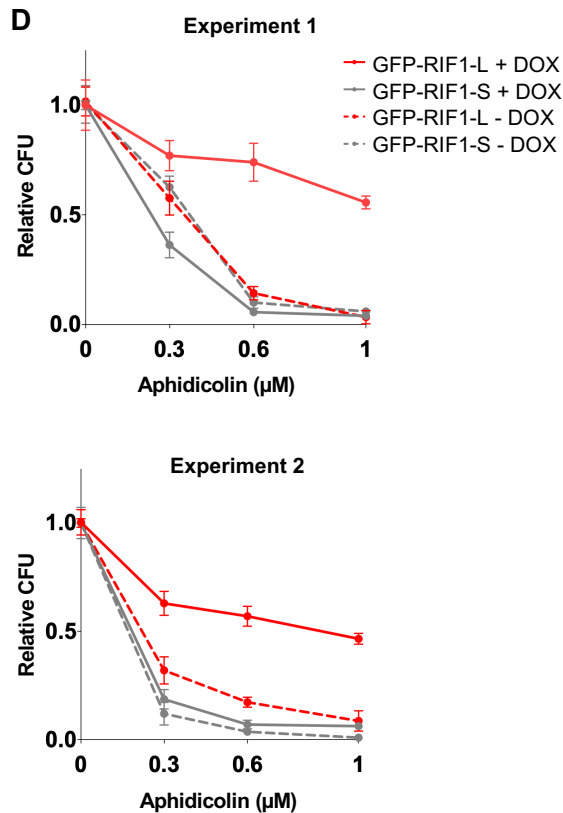 D
Experiment 1
GFP-RIF1-L + DOX
GFP-RIF1-S + DOX
GFP-RIF1-L - DOX
GFP-RIF1-S - DOX
Relative CFU
1.0
0.5
0.0
0 0.3 0.6 1
Aphidicolin (µM)
Experiment 2
Relative CFU
1.0
0.5
0.0
0 0.3 0.6 1
Aphidicolin (µM)